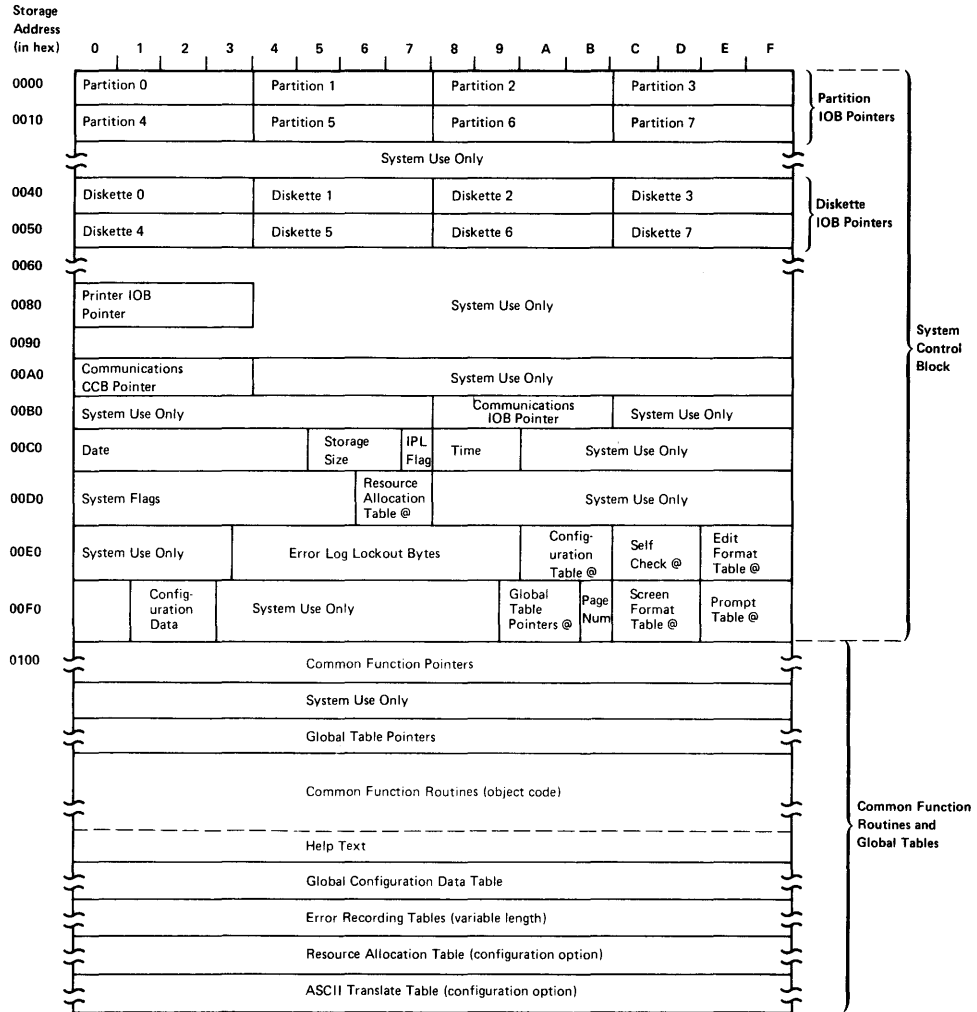 Storage
Address
(in hex)
0 1 2 3 4 5 6 7 8 9 A B C D E F
0000 Partition 0 Partition 1 Partition 2 Partition 3
Partition
IOB Pointers
0010 Partition 4 Partition 5 Partition 6 Partition 7
System Use Only
0040 Diskette 0 Diskette 1 Diskette 2 Diskette 3
Diskette
IOB Pointers
0050 Diskette 4 Diskette 5 Diskette 6 Diskette 7
0060
0080 Printer IOB
Pointer
System Use Only
0090
System
Control
Block
00A0 Communications
CCB Pointer
System Use Only
00B0 System Use Only
Communications
IOB Pointer
System Use Only
00C0 Date
Storage
Size
IPL
Flag
Time
System Use Only
00D0 System Flags
Resource
Allocation
Table @
System Use Only
00E0 System Use Only
Error Log Lockout Bytes
Config-
uration
Table @
Self
Check @
Edit
Format
Table @
00F0
Config-
uration
Data
System Use Only
Global
Table
Pointers @
Page
Num
Screen
Format
Table @
Prompt
Table @
0100 Common Function Pointers
System Use Only
Global Table Pointers
Common Function Routines (object code)
Common Function
Routines and
Global Tables
Help Text
Global Configuration Data Table
Error Recording Tables (variable length)
Resource Allocation Table (configuration option)
ASCII Translate Table (configuration option)